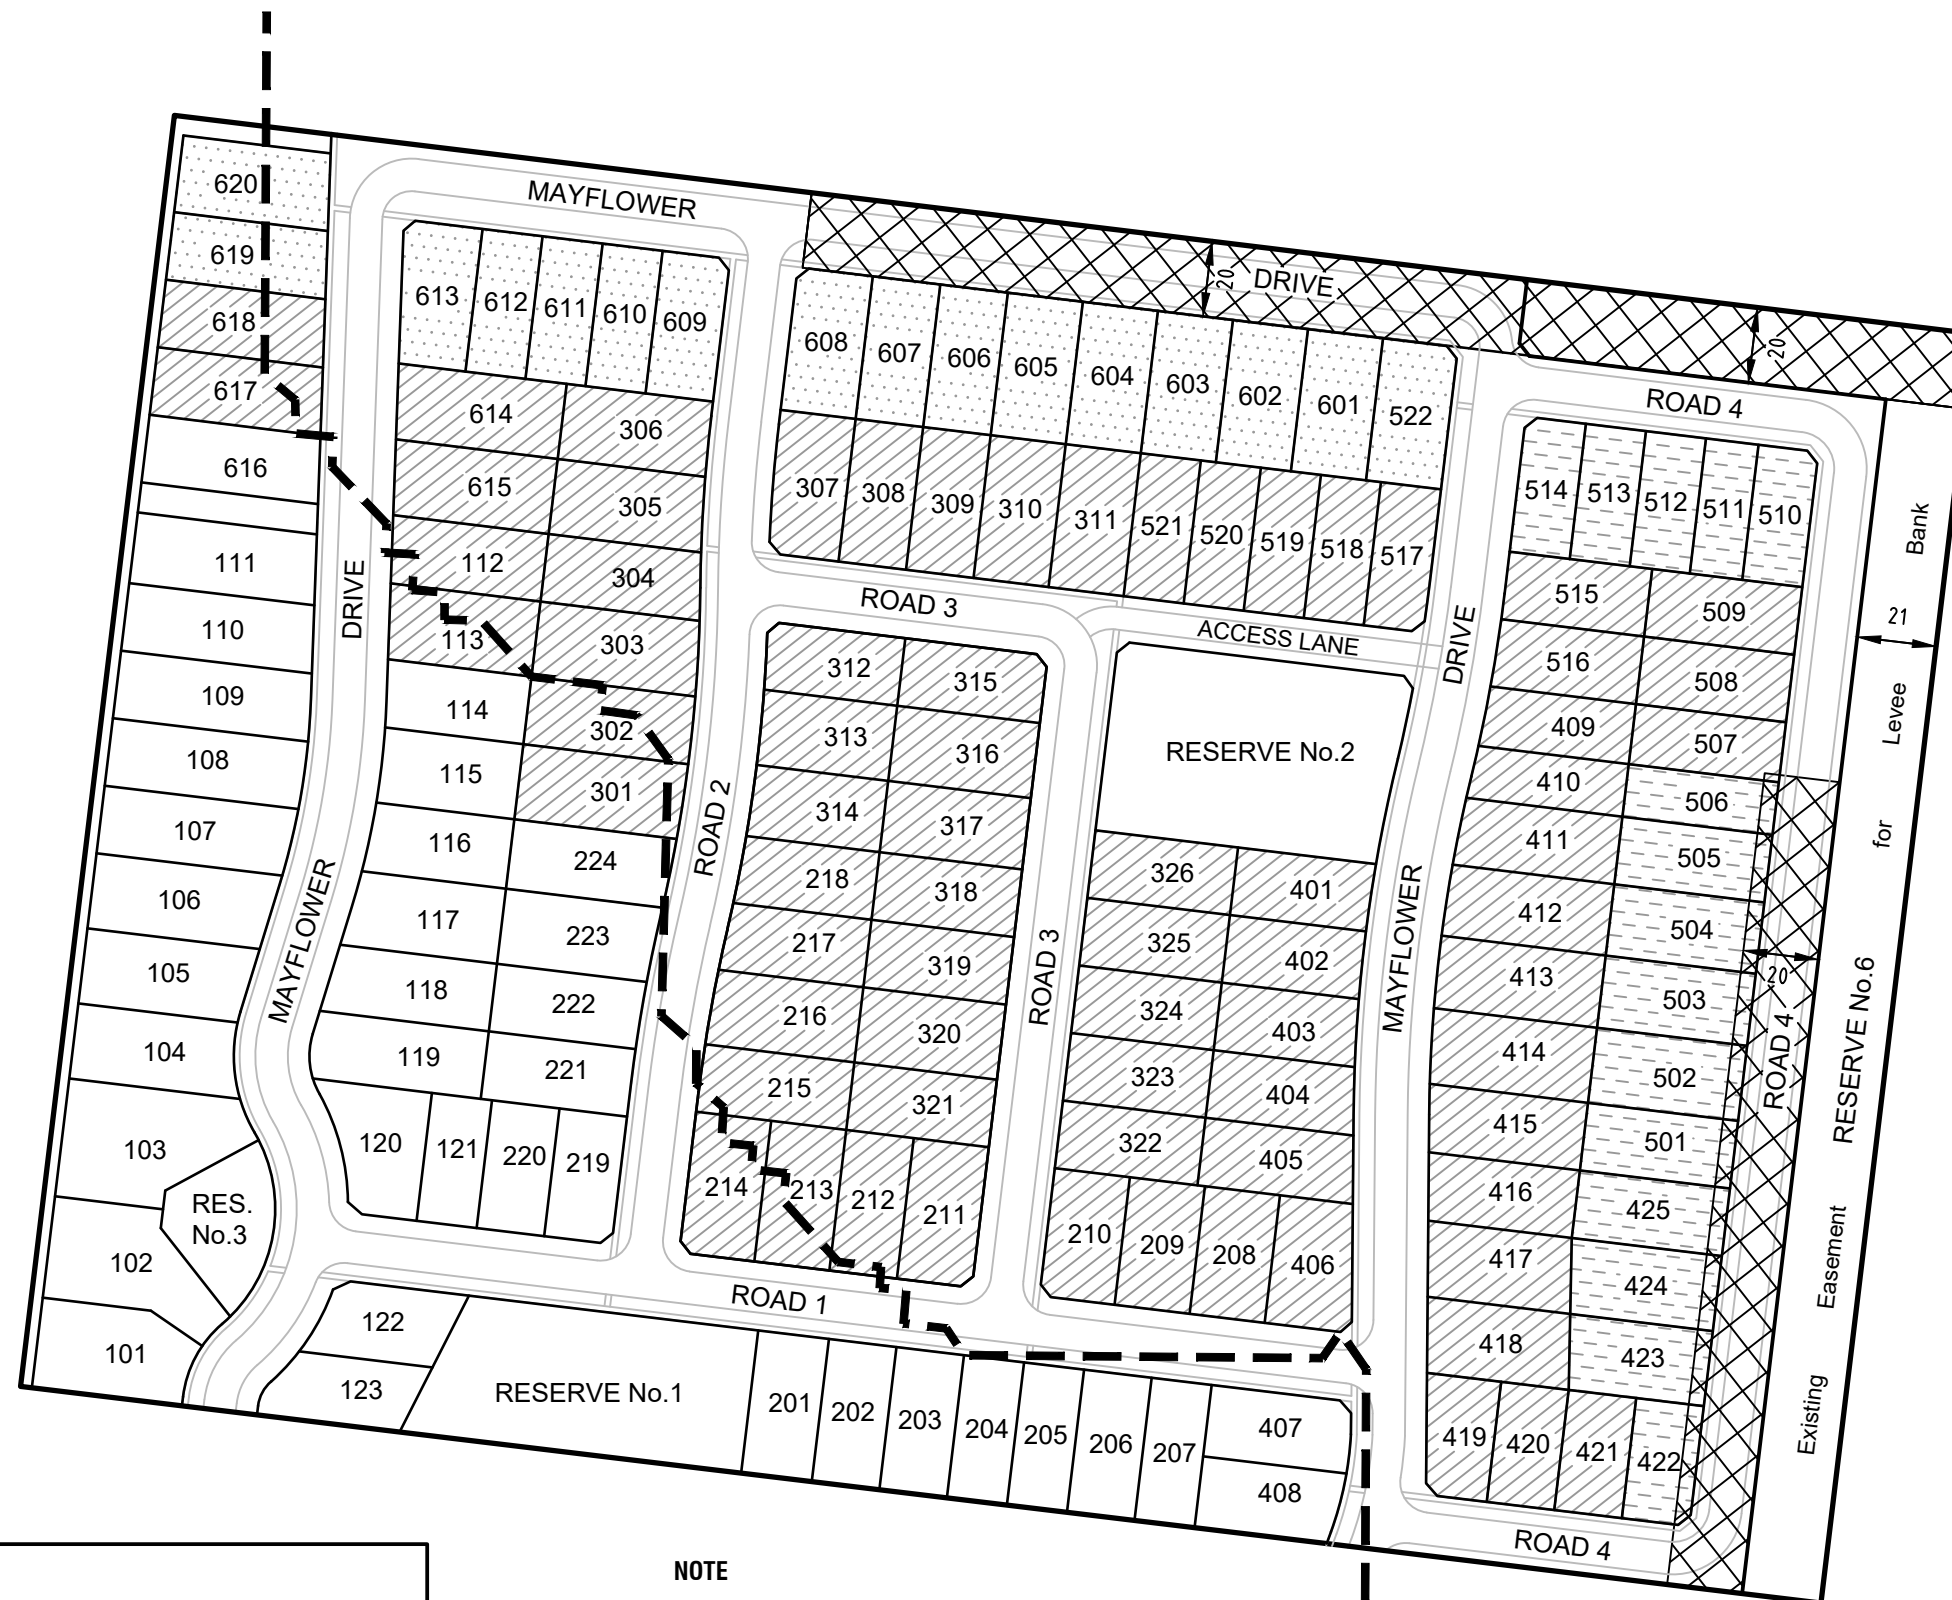 MAYFLOWER
DRIVE
20
20
620
619
618
617
616
111
110
109
108
107
106
105
104
103
102
101
RES.
No.3
DRIVE
MAYFLOWER
613 612 611 610 609
614 306
615 305
112 304
113 303
114 302
115 301
116 224
117 223
118 222
119 221
120 121 220 219
122
123
RESERVE No.1
201 202 203 204 205 206 207
407
408
ROAD 1
ROAD 2
608 607 606 605 604 603 602 601 522
307 308 309 310 311 521 520 519 518 517
ROAD 3
ACCESS LANE
312 315
313 316
314 317
218 318
217 319
216 320
215 321
214 213 212 211
ROAD 3
RESERVE No.2
326 401
325 402
324 403
323 404
322 405
210 209 208 406
DRIVE
MAYFLOWER
ROAD 4
514 513 512 511 510
515 509
516 508
409 507
410 506
411 505
412 504
413 503
414 502
415 501
416 425
417 424
418 423
419 420 421 422
20
ROAD 4
ROAD 4
21
Existing Easement for Levee Bank
RESERVE No.6
NOTE